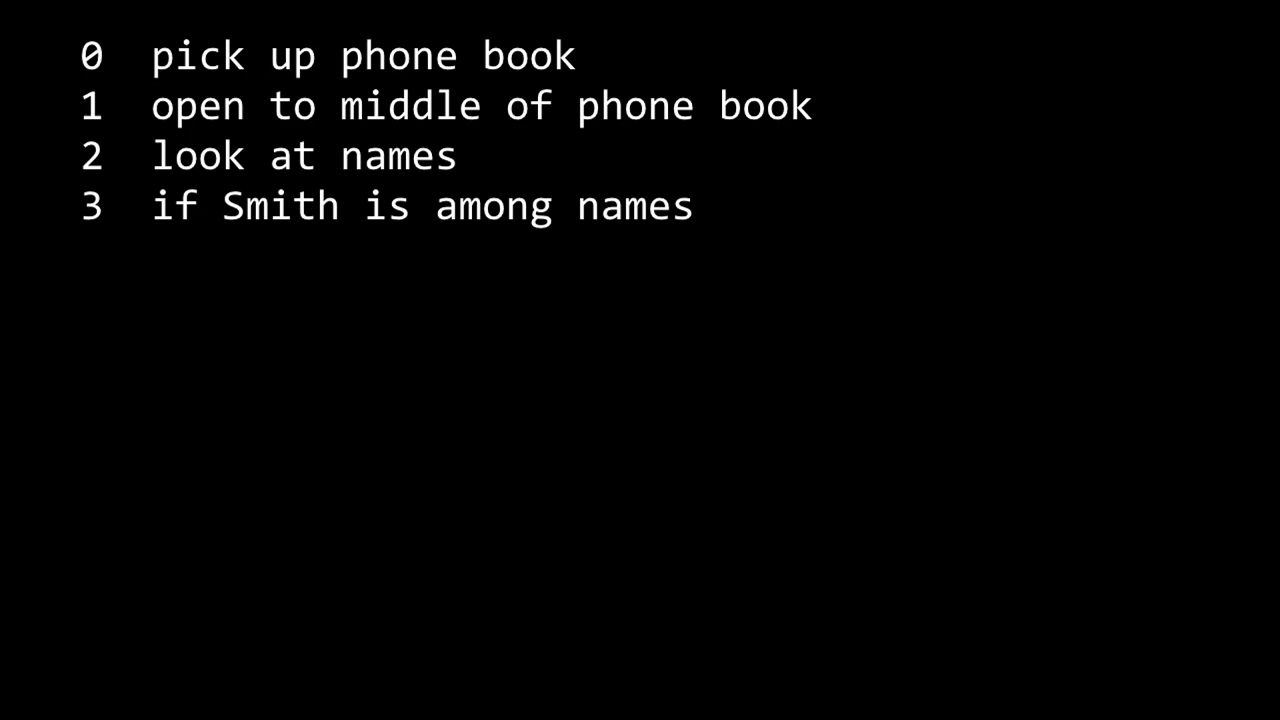 0 pick up phone book
1 open to middle of phone book
2 look at names
3 if Smith is among names